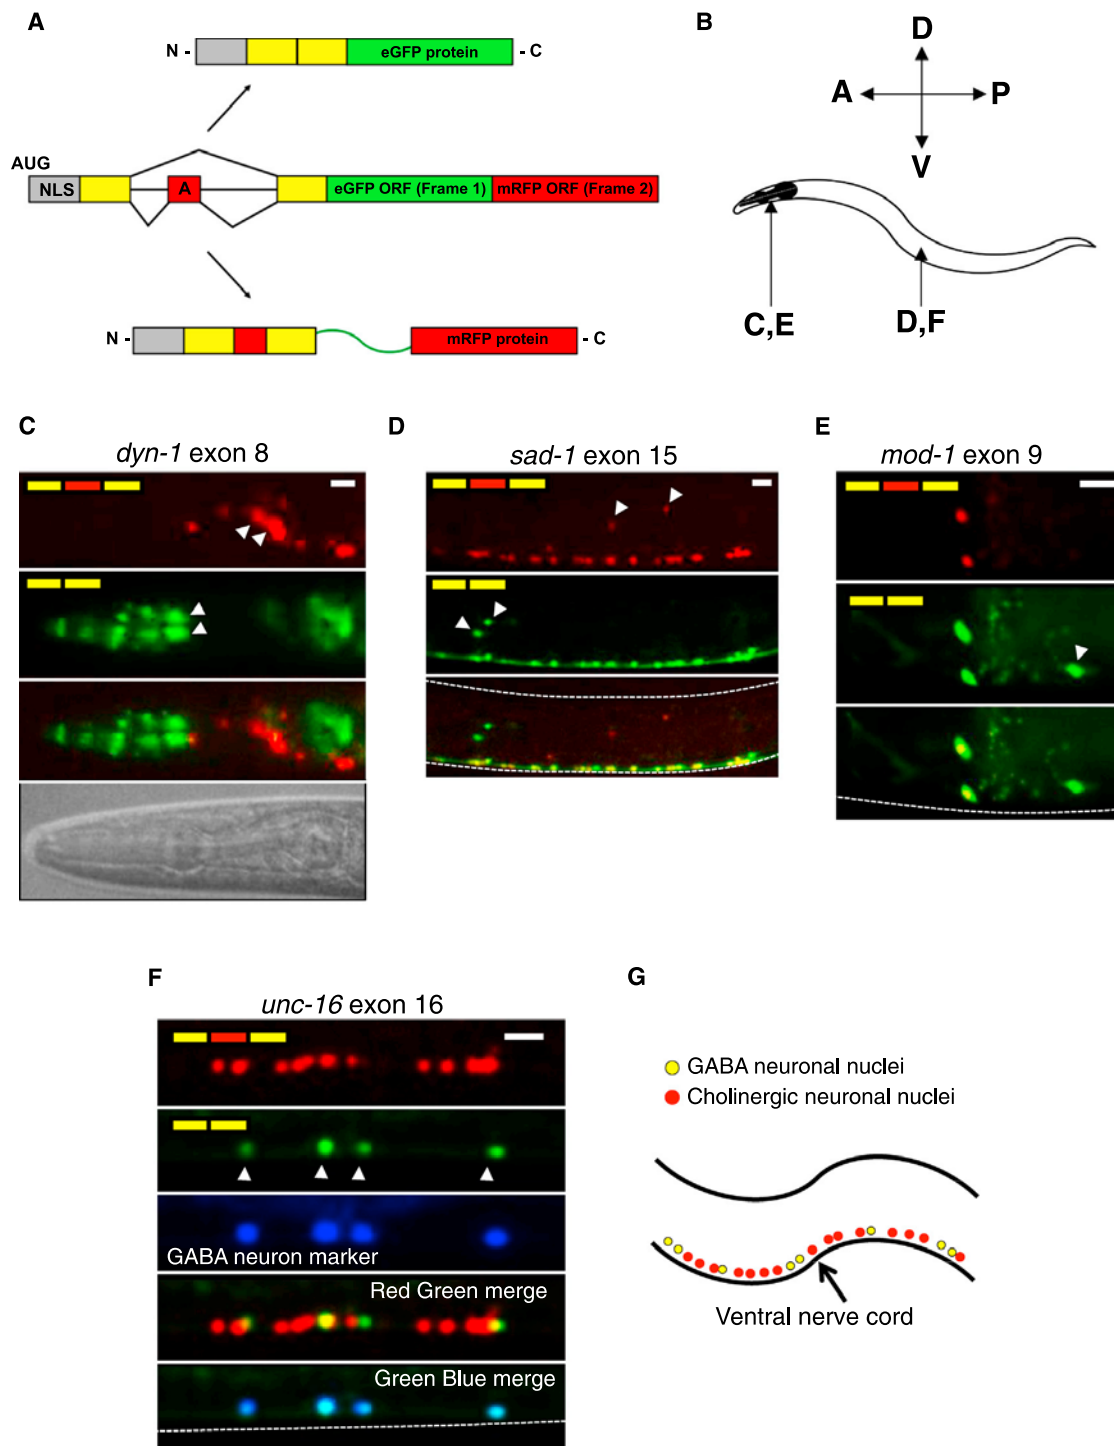 A
N -
eGFP protein
- C
AUG
NLS
A
eGFP ORF (Frame 1)
mRFP ORF (Frame 2)
N -
mRFP protein
- C
B
D
A
P
V
C,E
D,F
C
dyn-1 exon 8
D
sad-1 exon 15
E
mod-1 exon 9
F
unc-16 exon 16
GABA neuron marker
Red Green merge
Green Blue merge
G
GABA neuronal nuclei
Cholinergic neuronal nuclei
Ventral nerve cord